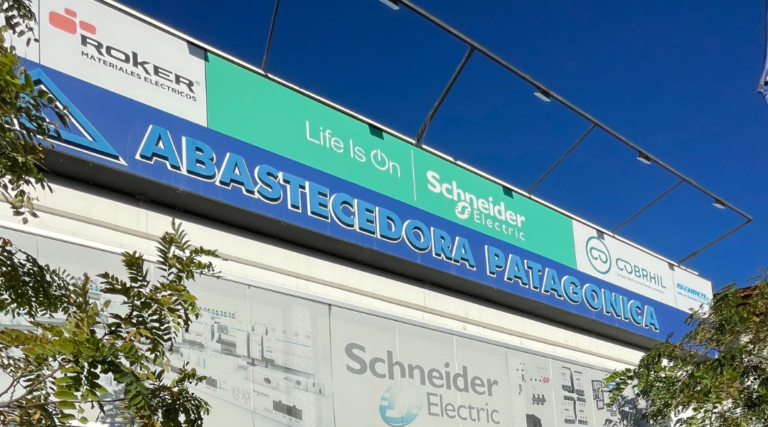 ROKER
MATERIALES ELÉCTRICOS
Life Is On
Schneider
Electric
COBRHIL
ABASTECEDORA PATAGONICA
Schneider
Electric